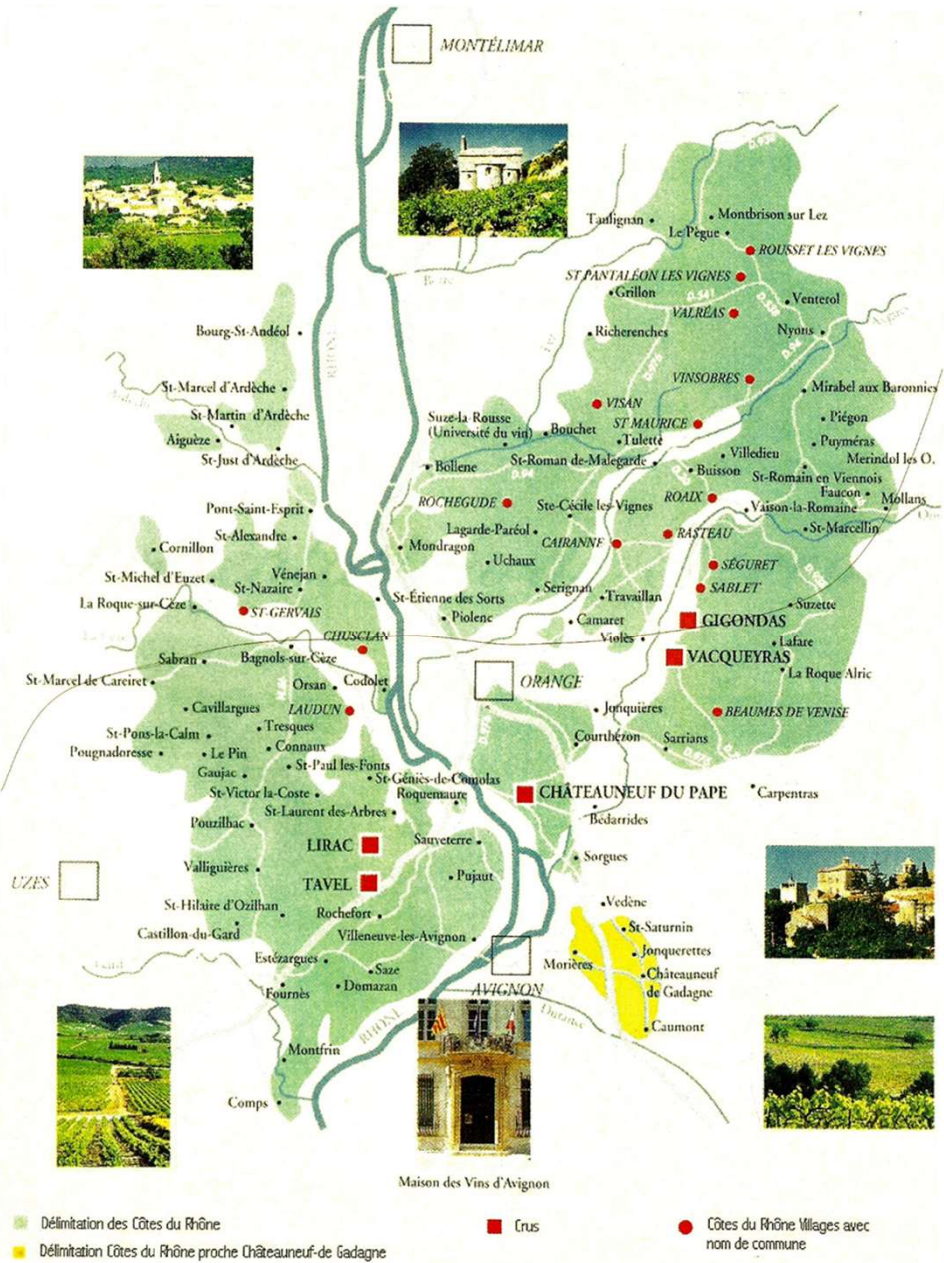 MONTÉLIMAR
D.938
Taulignan
Montbrison sur Lez
Le Pègue
ROUSSET LES VIGNES
ST PANTALÉON LES VIGNES
Grillon
D.541
D.538
Venterol
VALRÉAS
Nyons
Bourg-St-Andéol
RHÔNE
Richerenches
Lez
D.976
D.94
St-Marcel d'Ardèche
VINSOBRES
Mirabel aux Baronnies
VISAN
St-Martin d'Ardèche
Suze-la-Rousse
(Université du vin)
Bouchet
ST MAURICE
Tulette
Piégon
Aiguèze
Puyméras
St-Just d'Ardèche
Villedieu
Merindol les O.
Bollene
D.94
St-Roman de-Malegarde
Buisson
St-Romain en Viennois
Faucon
Mollans
ROCHEGUDE
ROAIX
Pont-Saint-Esprit
Ste-Cécile les Vignes
Vaison-la-Romaine
St-Marcellin
St-Alexandre
Lagarde-Paréol
RASTEAU
Cornillon
Mondragon
CAIRANNE
Uchaux
SÉGURET
St-Michel d'Euzet
Vénejan
St-Nazaire
Serignan
SABLET
La Roque-sur-Cèze
St-Étienne des Sorts
Travaillan
Suzette
ST-GERVAIS
Piolenc
Camaret
GIGONDAS
CHUSCLAN
Violès
Lafare
Bagnols-sur-Cèze
Sabran
VACQUEYRAS
La Roque Alric
St-Marcel de Careiret
Orsan
Codolet
ORANGE
Cavillargues
LAUDUN
Jonquières
BEAUMES DE VENISE
Tresques
St-Pons-la-Calm
Courthézon
Sarrians
Pougnadoresse
Le Pin
Connaux
St-Paul les Fonts
Gaujac
St-Géniès-de-Comolas
St-Victor la-Coste
Roquemaure
CHÂTEAUNEUF DU PAPE
Carpentras
St-Laurent des-Arbres
Bédarrides
Pouzilhac
LIRAC
Sauveterre
Sorgues
Valliguières
Pujaut
UZES
TAVEL
St-Hilaire d'Ozilhan
Rochefort
Vedène
Castillon-du-Gard
Villeneuve-les-Avignon
St-Saturnin
Estézargues
Morières
Jonquerettes
Saze
Châteauneuf
de Gadagne
Fournès
Domazan
AVIGNON
RHÔNE
Durance
Caumont
Montfrin
Comps
Maison des Vins d'Avignon
Délimitation des Côtes du Rhône
Crus
Côtes du Rhône Villages avec
nom de commune
Délimitation Côtes du Rhône proche Châteauneuf-de Gadagne